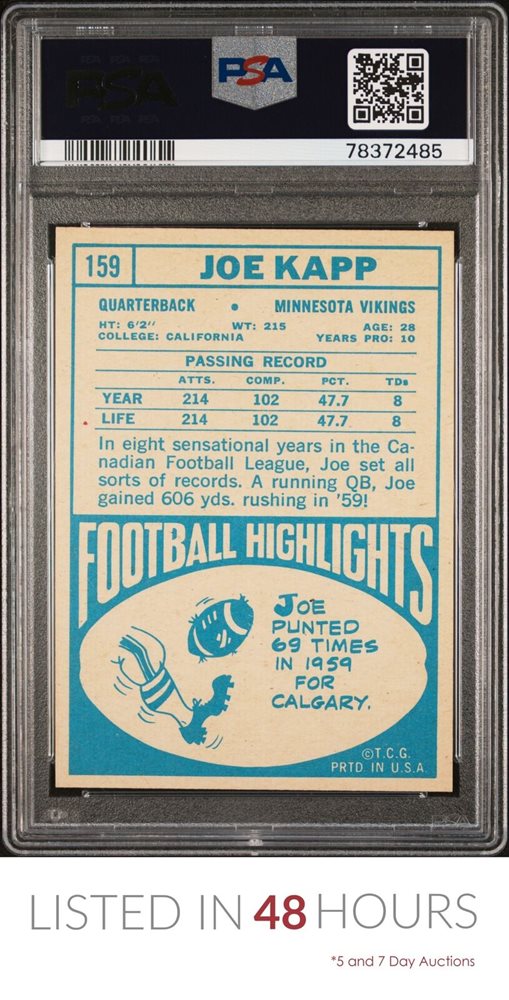 PSA
PSA
78372485
159
JOE KAPP
QUARTERBACK • MINNESOTA VIKINGS
HT: 6'2" WT: 215 AGE: 28
COLLEGE: CALIFORNIA YEARS PRO: 10
PASSING RECORD
ATTS. COMP. PCT. TDs
YEAR 214 102 47.7 8
LIFE 214 102 47.7 8
In eight sensational years in the Ca-
nadian Football League, Joe set all
sorts of records. A running QB, Joe
gained 606 yds. rushing in '59!
FOOTBALL HIGHLIGHTS
JOE
PUNTED
69 TIMES
IN 1959
FOR
CALGARY.
©T.C.G.
PRTD IN U.S.A.
LISTED IN 48 HOURS
*5 and 7 Day Auctions